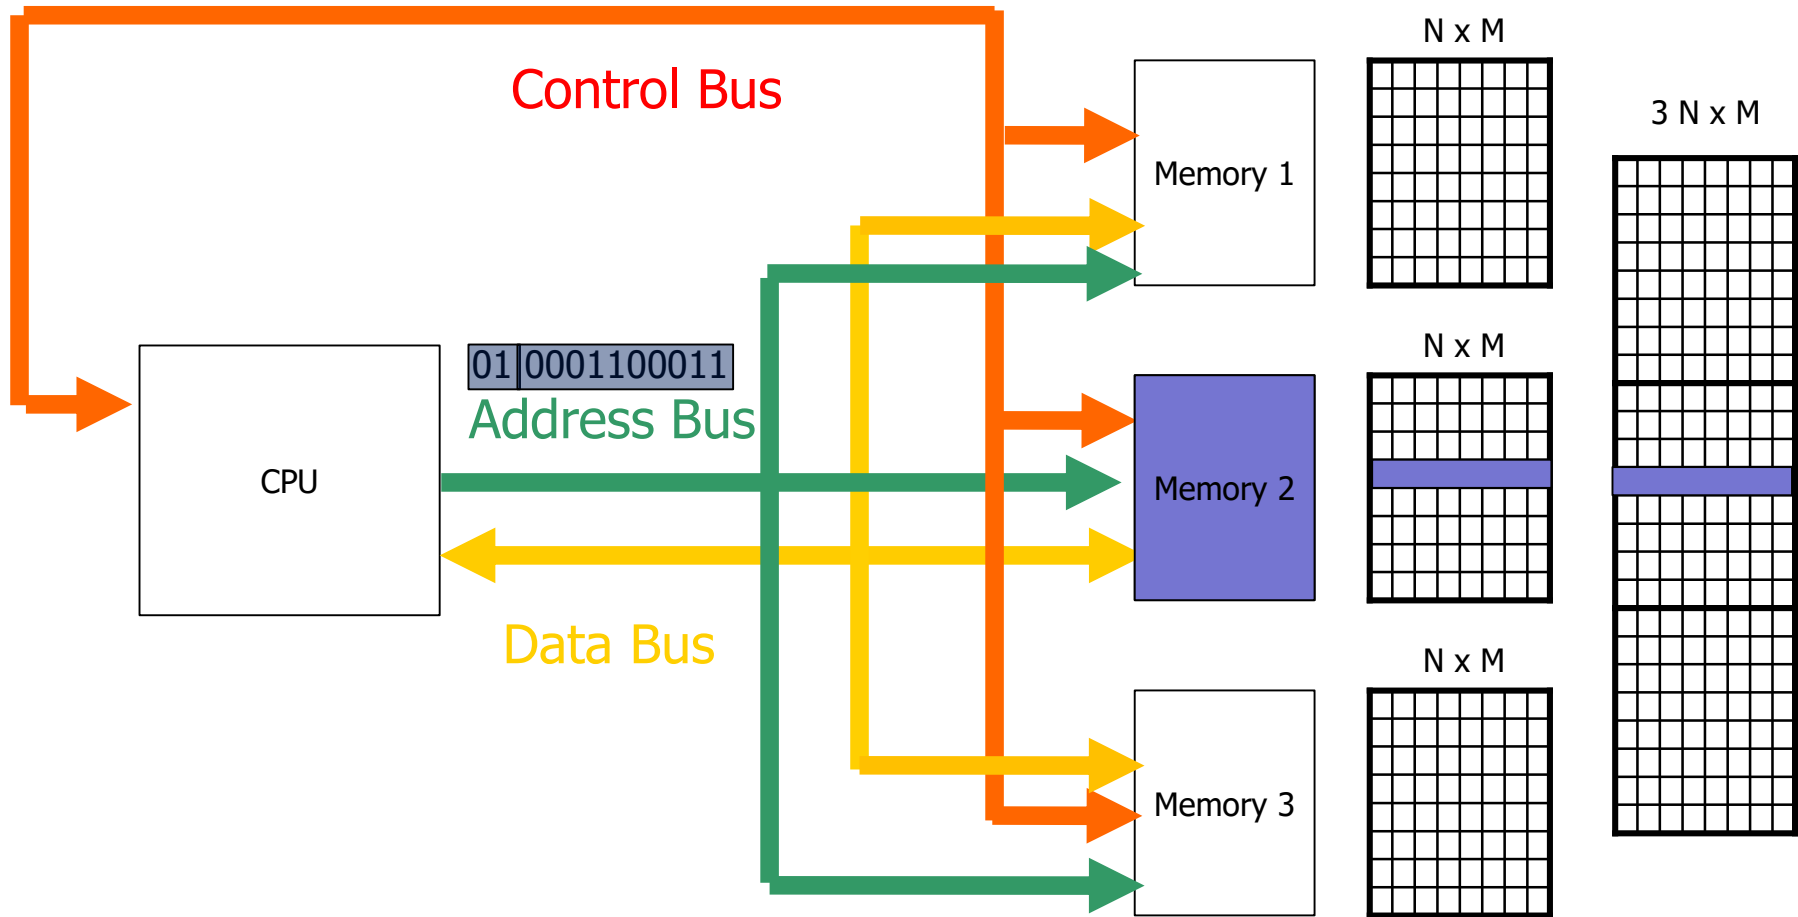 N x M
Control Bus
3 N x M
Memory 1
N x M
01 0001100011
Address Bus
CPU
Memory 2
Data Bus
N x M
Memory 3